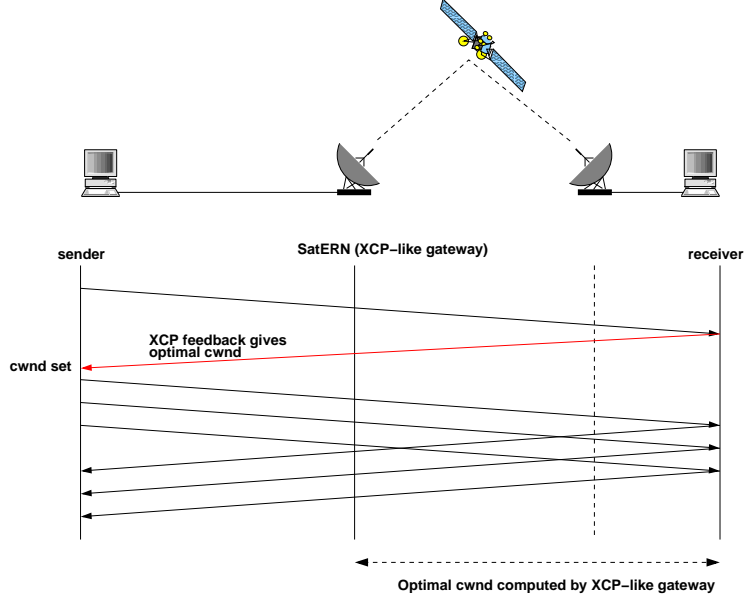 sender
SatERN (XCP−like gateway)
receiver
XCP feedback gives
optimal cwnd
cwnd set
Optimal cwnd computed by XCP−like gateway